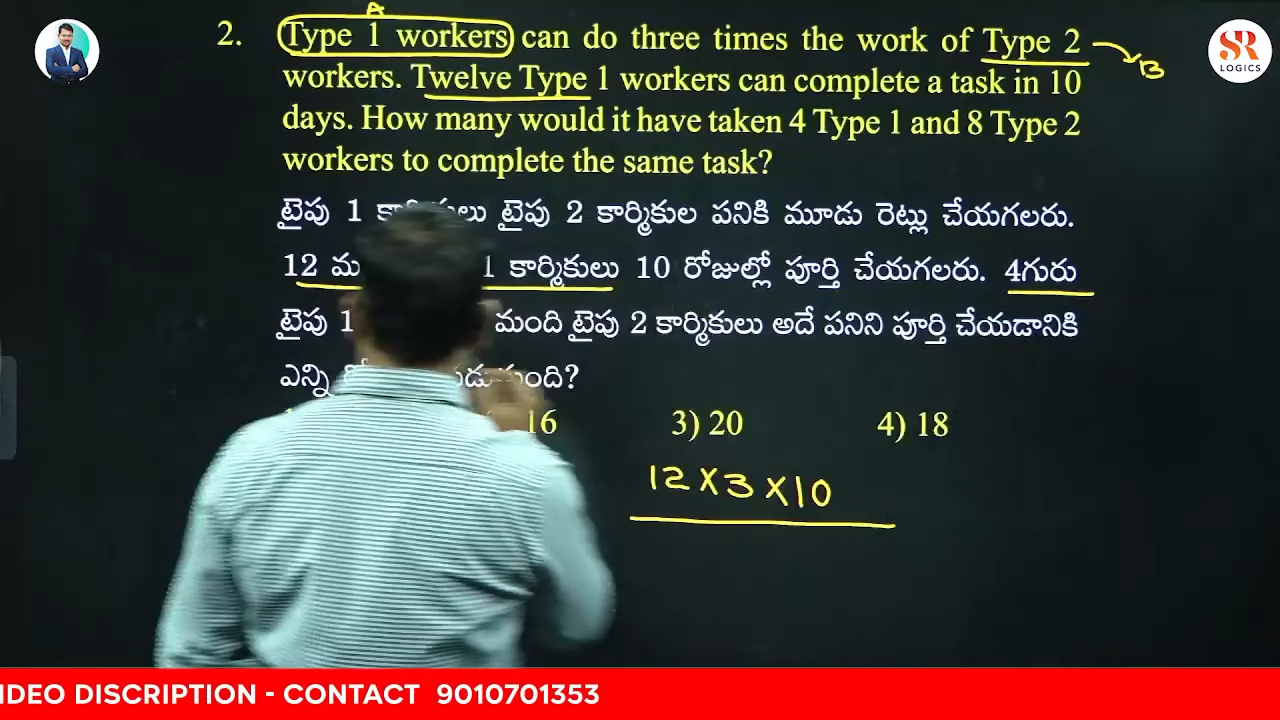 A
2. Type 1 workers can do three times the work of Type 2
B
workers. Twelve Type 1 workers can complete a task in 10
days. How many would it have taken 4 Type 1 and 8 Type 2
workers to complete the same task?
టైపు 1 టైపు 2 కార్మికుల పనికి మూడు రెట్లు చేయగలరు.
12 1 కార్మికులు 10 రోజుల్లో పూర్తి చేయగలరు. 4గురు
టైపు 1 మంది టైపు 2 కార్మికులు అదే పనిని పూర్తి చేయడానికి
ఎన్ని
16 3) 20 4) 18
12 X 3 X 10
SR
LOGICS
IDEO DISCRIPTION - CONTACT 9010701353